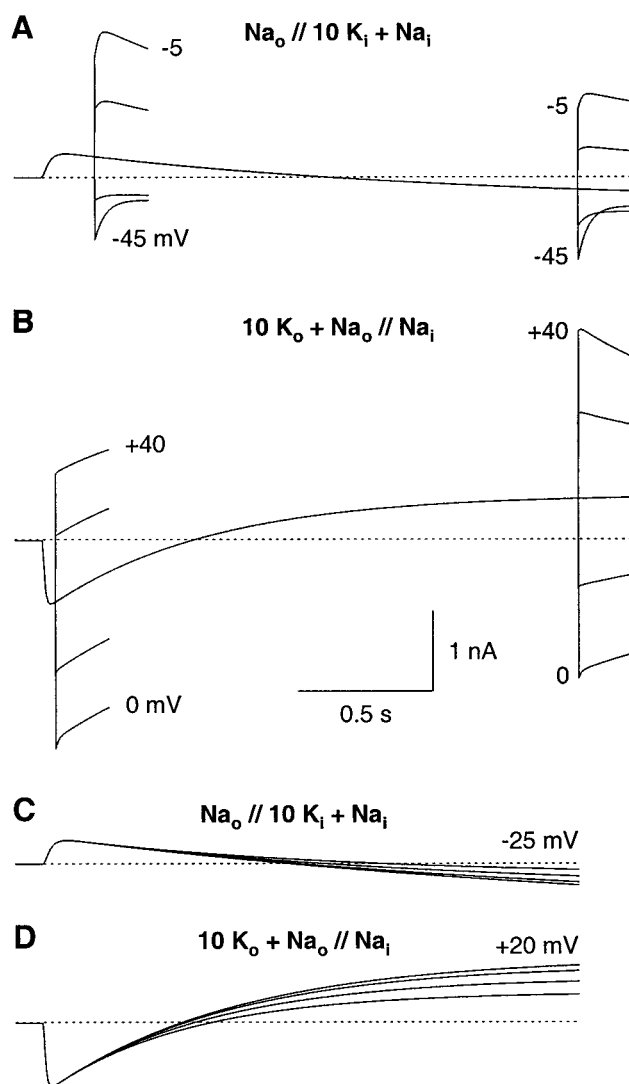 A
Na_o // 10 K_i + Na_i
-5
-5
-45 mV
-45
B
10 K_o + Na_o // Na_i
+40
+40
1 nA
0.5 s
0 mV
0
C
Na_o // 10 K_i + Na_i
-25 mV
D
10 K_o + Na_o // Na_i
+20 mV